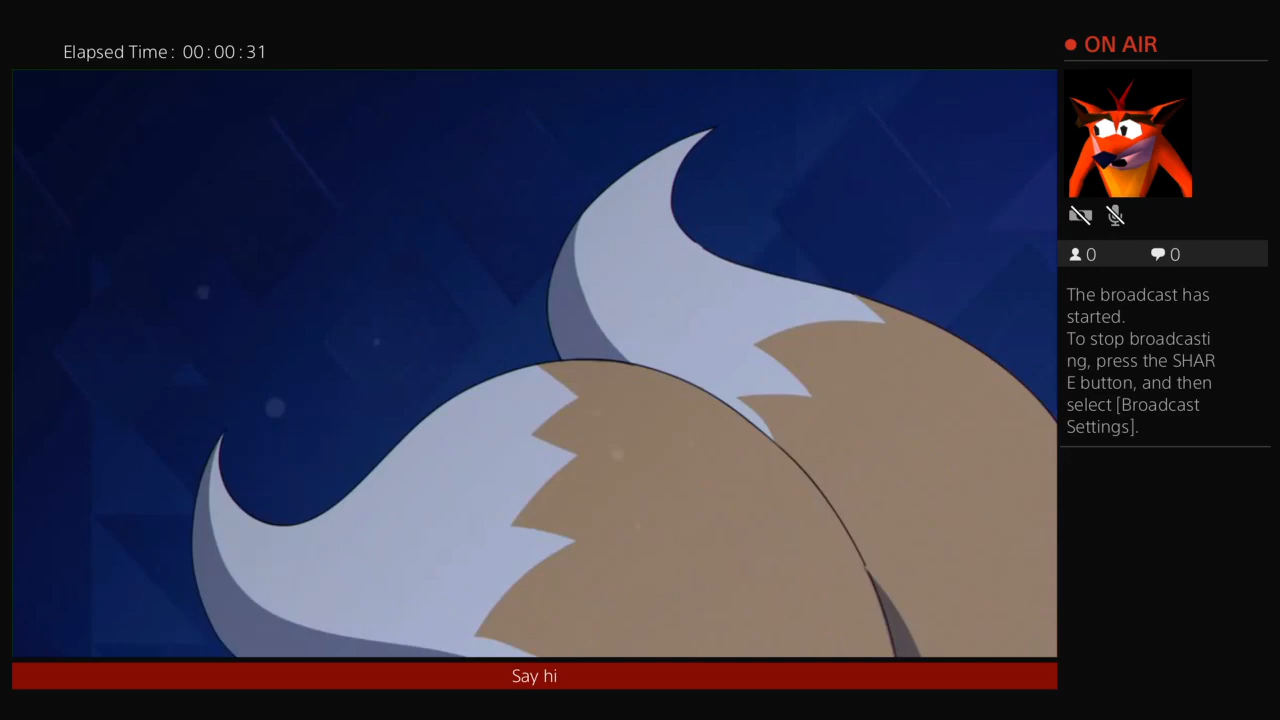 Elapsed Time: 00:00:31
ON AIR
0 0
The broadcast has
started.
To stop broadcasti
ng, press the SHAR
E button, and then
select [Broadcast
Settings].
Say hi